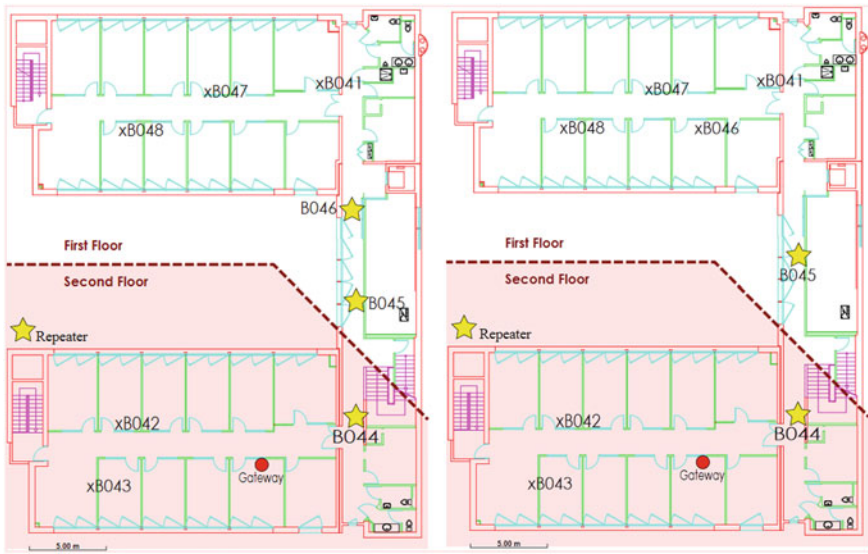 xB047
xB041
xB048
B046
First Floor
Second Floor
B045
Repeater
xB042
B044
Gateway
xB043
5.00 m
xB047
xB041
xB048
xB046
First Floor
B045
Second Floor
Repeater
xB042
B044
Gateway
xB043
5.00 m